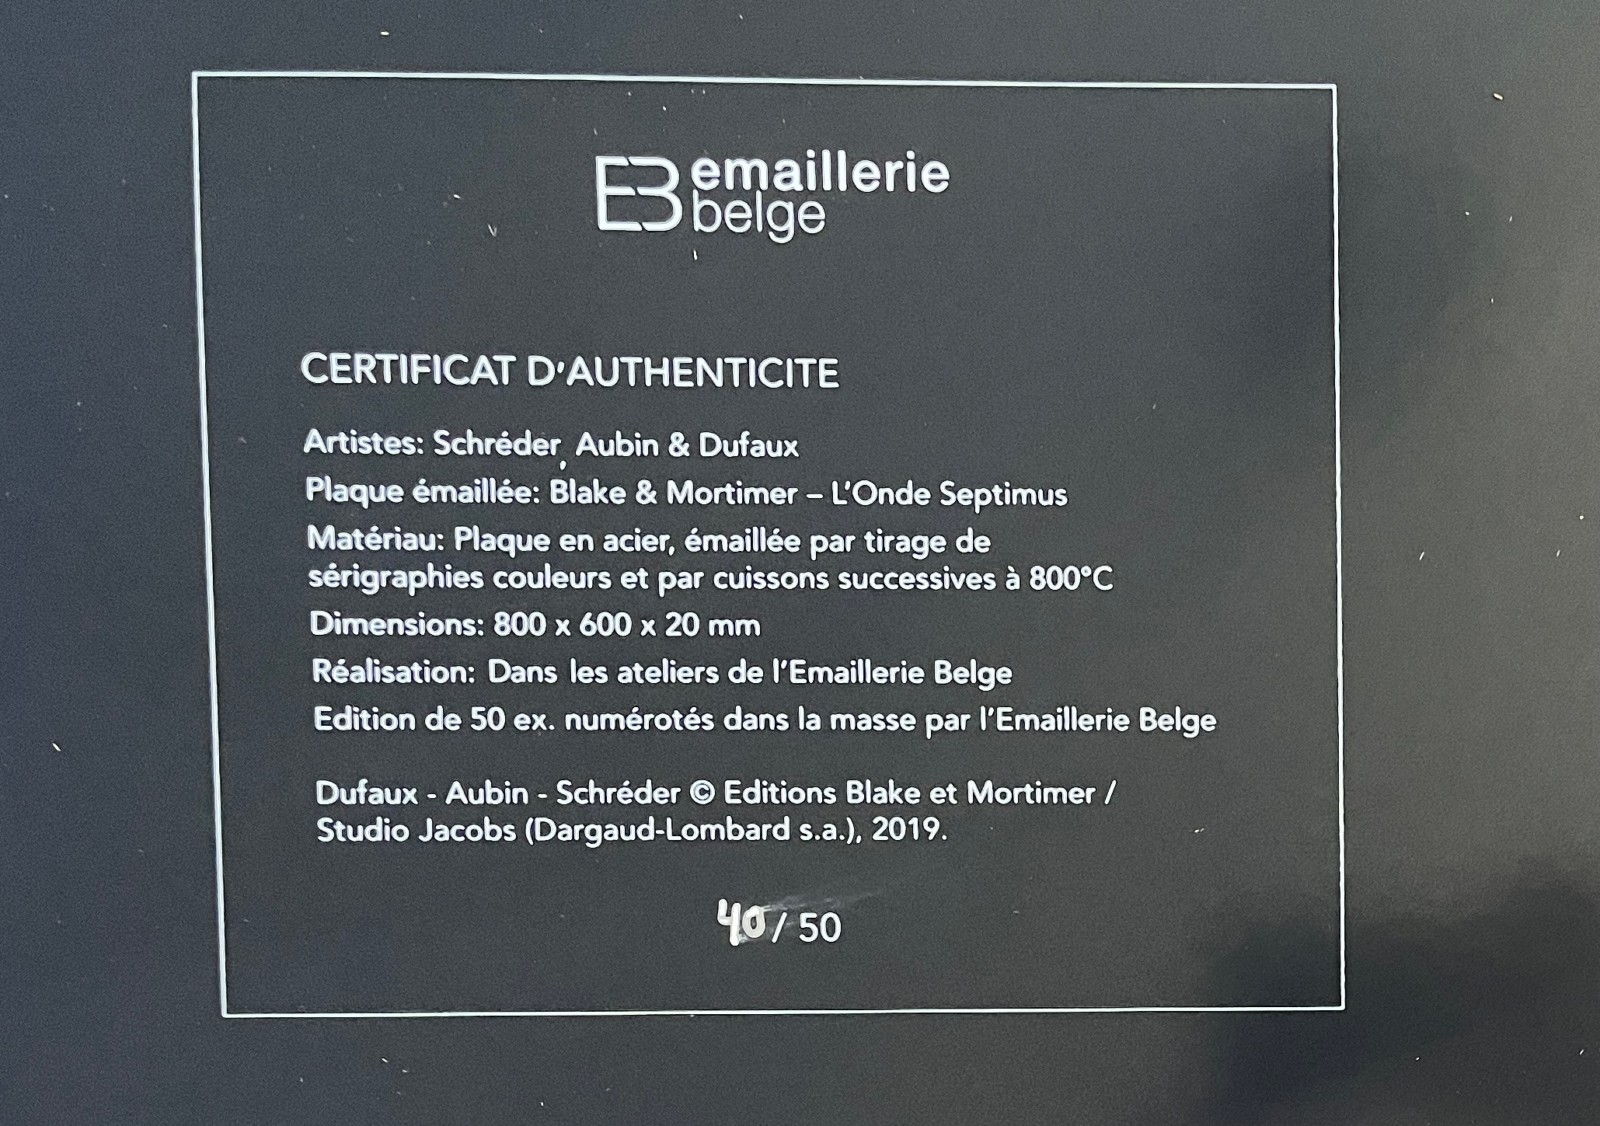 EB emaillerie
belge
CERTIFICAT D'AUTHENTICITE
Artistes: Schréder, Aubin & Dufaux
Plaque émaillée: Blake & Mortimer – L'Onde Septimus
Matériau: Plaque en acier, émaillée par tirage de
sérigraphies couleurs et par cuissons successives à 800°C
Dimensions: 800 x 600 x 20 mm
Réalisation: Dans les ateliers de l'Emaillerie Belge
Edition de 50 ex. numérotés dans la masse par l'Emaillerie Belge
Dufaux - Aubin - Schréder © Editions Blake et Mortimer /
Studio Jacobs (Dargaud-Lombard s.a.), 2019.
40 / 50